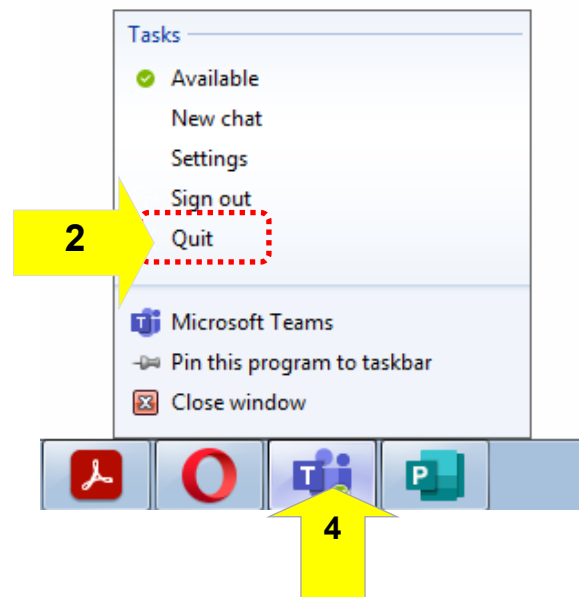 Tasks
Available
New chat
Settings
Sign out
2
Quit
T
Microsoft Teams
Pin this program to taskbar
Close window
T
P
4